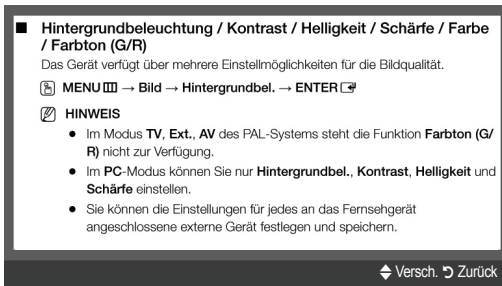 ■ Hintergrundbeleuchtung / Kontrast / Helligkeit / Schärfe / Farbe
/ Farbton (G/R)
Das Gerät verfügt über mehrere Einstellmöglichkeiten für die Bildqualität.
MENU → Bild → Hintergrundbel. → ENTER
HINWEIS
● Im Modus TV, Ext., AV des PAL-Systems steht die Funktion Farbton (G/
R) nicht zur Verfügung.
● Im PC-Modus können Sie nur Hintergrundbel., Kontrast, Helligkeit und
Schärfe einstellen.
● Sie können die Einstellungen für jedes an das Fernsehgerät
angeschlossene externe Gerät festlegen und speichern.
Versch. Zurück